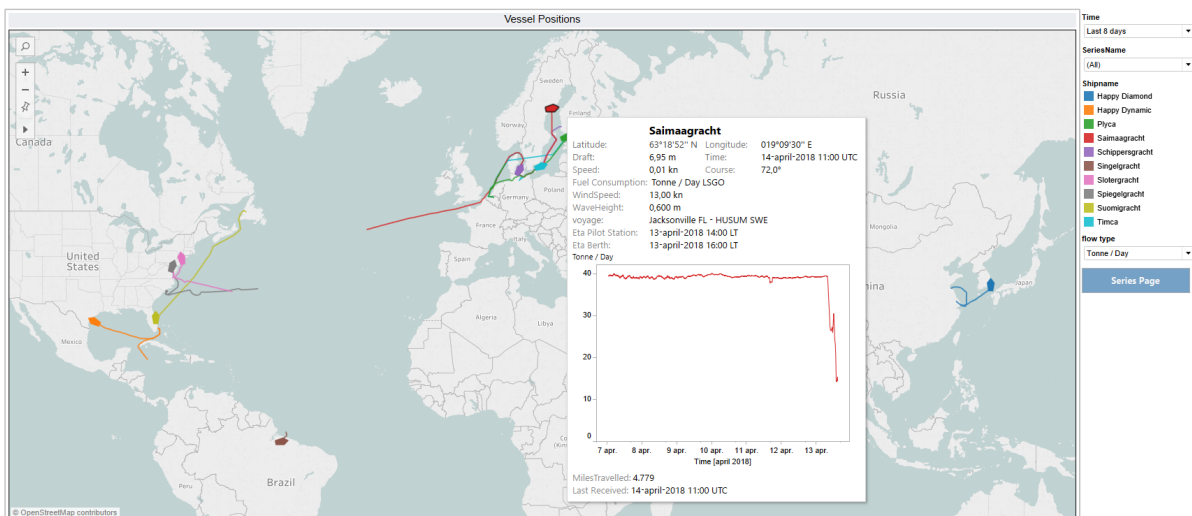 Vessel Positions
Time
Last 8 days
SeriesName
(All)
Shipname
Happy Diamond
Happy Dynamic
Plyca
Saimaagracht
Schippersgracht
Singelgracht
Slotergracht
Spiegelgracht
Suomigracht
Timca
flow type
Tonne / Day
Series Page
Canada
United
States
Mexico
Peru
Brazil
Sweden
Finland
Norway
Poland
Germany
France
Italy
Spain
Algeria
Libya
Russia
Mongolia
China
Japan
Saimaagracht
Latitude: 63°18'52" N Longitude: 019°09'30" E
Draft: 6,95 m Time: 14-april-2018 11:00 UTC
Speed: 0,01 kn Course: 72,0°
Fuel Consumption: Tonne / Day LSGO
WindSpeed: 13,00 kn
WaveHeight: 0,600 m
voyage: Jacksonville FL - HUSUM SWE
Eta Pilot Station: 13-april-2018 14:00 LT
Eta Berth: 13-april-2018 16:00 LT
Tonne / Day
40
30
20
10
0
7 apr. 8 apr. 9 apr. 10 apr. 11 apr. 12 apr. 13 apr.
Time [april 2018]
MilesTravelled: 4.779
Last Received: 14-april-2018 11:00 UTC
© OpenStreetMap contributors